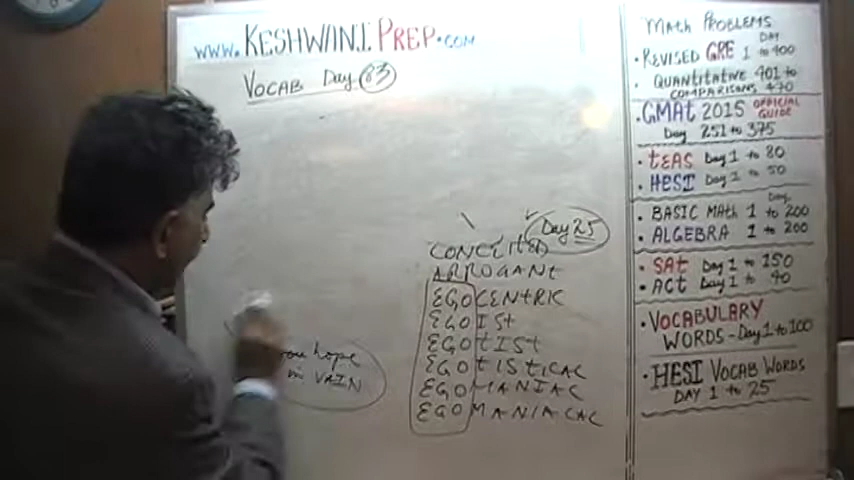 www.KESHWANIPREP.com
VOCAB Day 83
Day 25
CONCEITED
ARROGANT
EGOCENTRIC
EGOIST
EGOTIST
EGOTISTICAL
EGOMANIAC
EGOMANIACAL
you hope
in VAIN
Math PROBLEMS
DAY
• REVISED GRE 1 to 400
• QUANTITATIVE 401 to
COMPARISONS 470
• GMAT 2015 OFFICIAL GUIDE
Day 251 to 375
• TEAS Day 1 to 80
• HESI Day 1 to 50
Day
• BASIC MATH 1 to 200
• ALGEBRA 1 to 200
• SAT Day 1 to 150
• ACT Day 1 to 40
• VOCABULARY
WORDS - Day 1 to 100
• HESI VOCAB WORDS
DAY 1 to 25